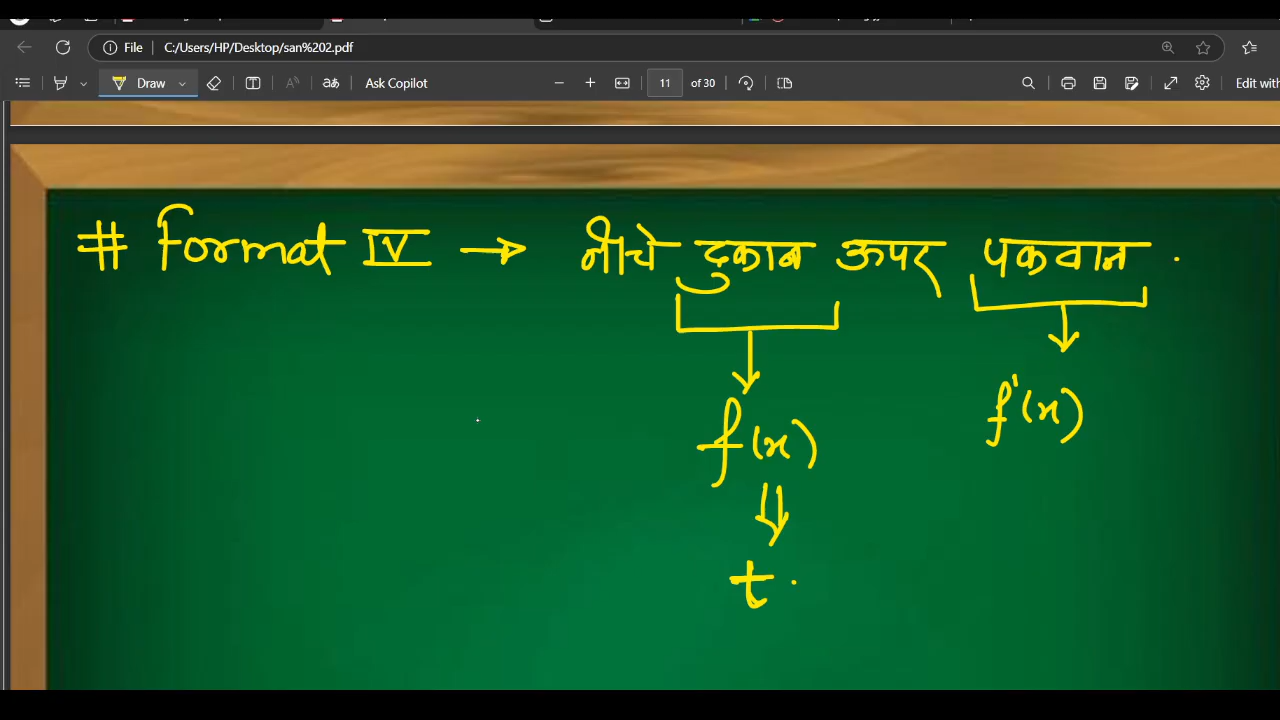 File | C:/Users/HP/Desktop/san%202.pdf
Draw Ask Copilot 11 of 30 Edit with
# Format IV → नीचे दुकान ऊपर पकवान .
f(x) f'(x)
t .